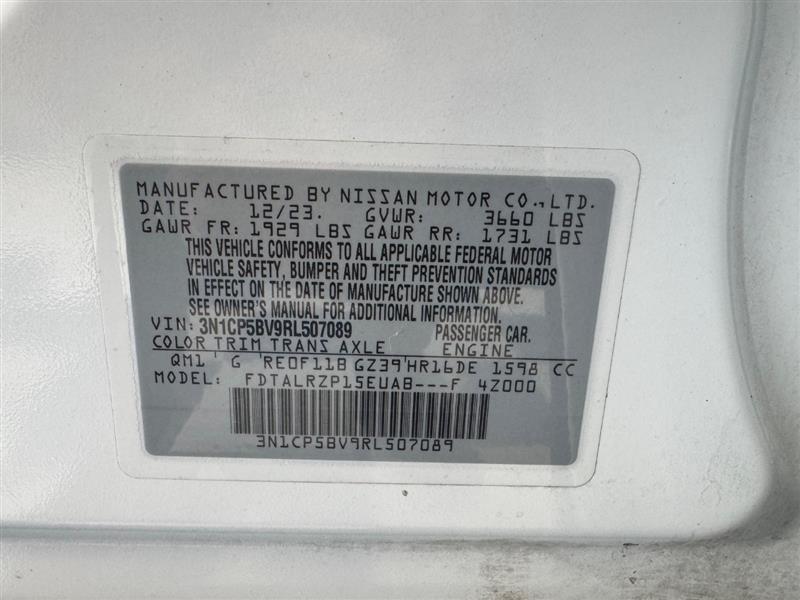 MANUFACTURED BY NISSAN MOTOR CO., LTD.
DATE: 12/23. GVWR: 3660 LBS
GAWR FR: 1929 LBS GAWR RR: 1731 LBS
THIS VEHICLE CONFORMS TO ALL APPLICABLE FEDERAL MOTOR
VEHICLE SAFETY, BUMPER AND THEFT PREVENTION STANDARDS
IN EFFECT ON THE DATE OF MANUFACTURE SHOWN ABOVE.
SEE OWNER'S MANUAL FOR ADDITIONAL INFORMATION.
VIN: 3N1CP5BV9RL507089 PASSENGER CAR.
COLOR TRIM TRANS AXLE ENGINE
QM1 G RE0F11B GZ39 HR16DE 1598 CC
MODEL: FDTALRZP15EUAB---F 4Z000
3N1CP5BV9RL507089